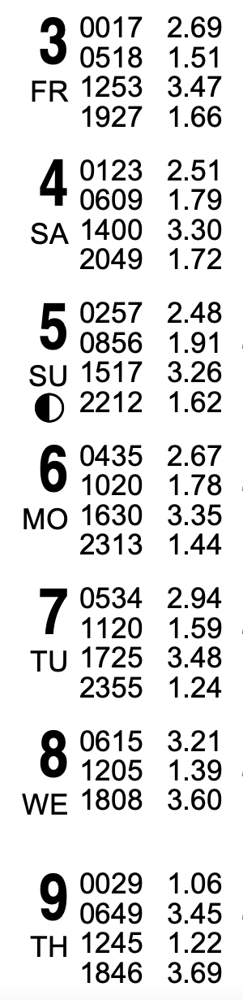 3 0017 2.69
0518 1.51
FR 1253 3.47
1927 1.66
4 0123 2.51
0609 1.79
SA 1400 3.30
2049 1.72
5 0257 2.48
0856 1.91
SU 1517 3.26
2212 1.62
6 0435 2.67
1020 1.78
MO 1630 3.35
2313 1.44
7 0534 2.94
1120 1.59
TU 1725 3.48
2355 1.24
8 0615 3.21
1205 1.39
WE 1808 3.60
9 0029 1.06
0649 3.45
TH 1245 1.22
1846 3.69